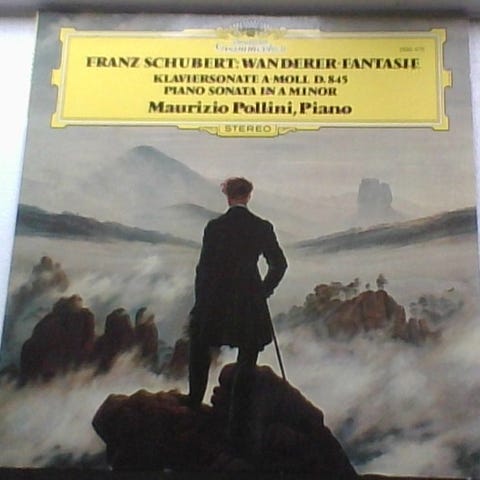 FRANZ SCHUBERT: WANDERER-FANTASIE
KLAVIERSONATE A-MOLL D.845
PIANO SONATA IN A MINOR
Maurizio Pollini, Piano
STEREO